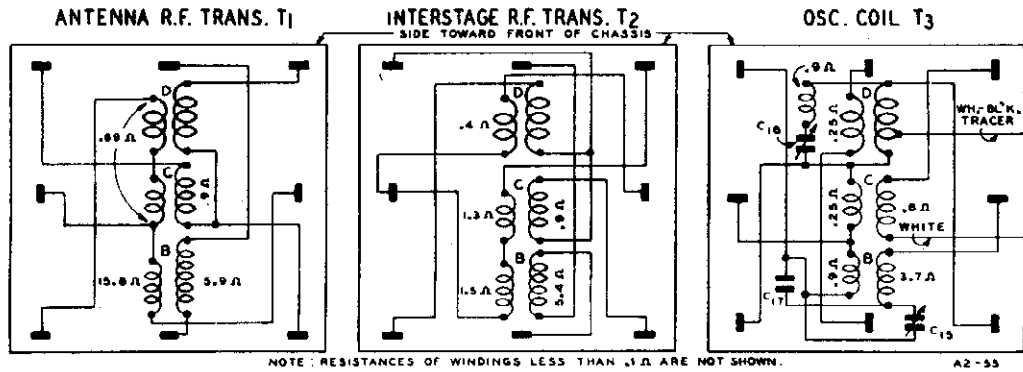 ANTENNA R.F. TRANS. T1
INTERSTAGE R.F. TRANS. T2
OSC. COIL T3
SIDE TOWARD FRONT OF CHASSIS
D
.69 Ω
C
.9 Ω
B
15.8 Ω
5.9 Ω
D
.4 Ω
C
1.3 Ω
.9 Ω
B
1.5 Ω
5.4 Ω
.9 Ω
D
C16
.25 Ω
WH.-BL'K.
TRACER
C
.25 Ω
.8 Ω
WHITE
B
.9 Ω
3.7 Ω
C17
C15
NOTE: RESISTANCES OF WINDINGS LESS THAN .1 Ω ARE NOT SHOWN.
A2-55